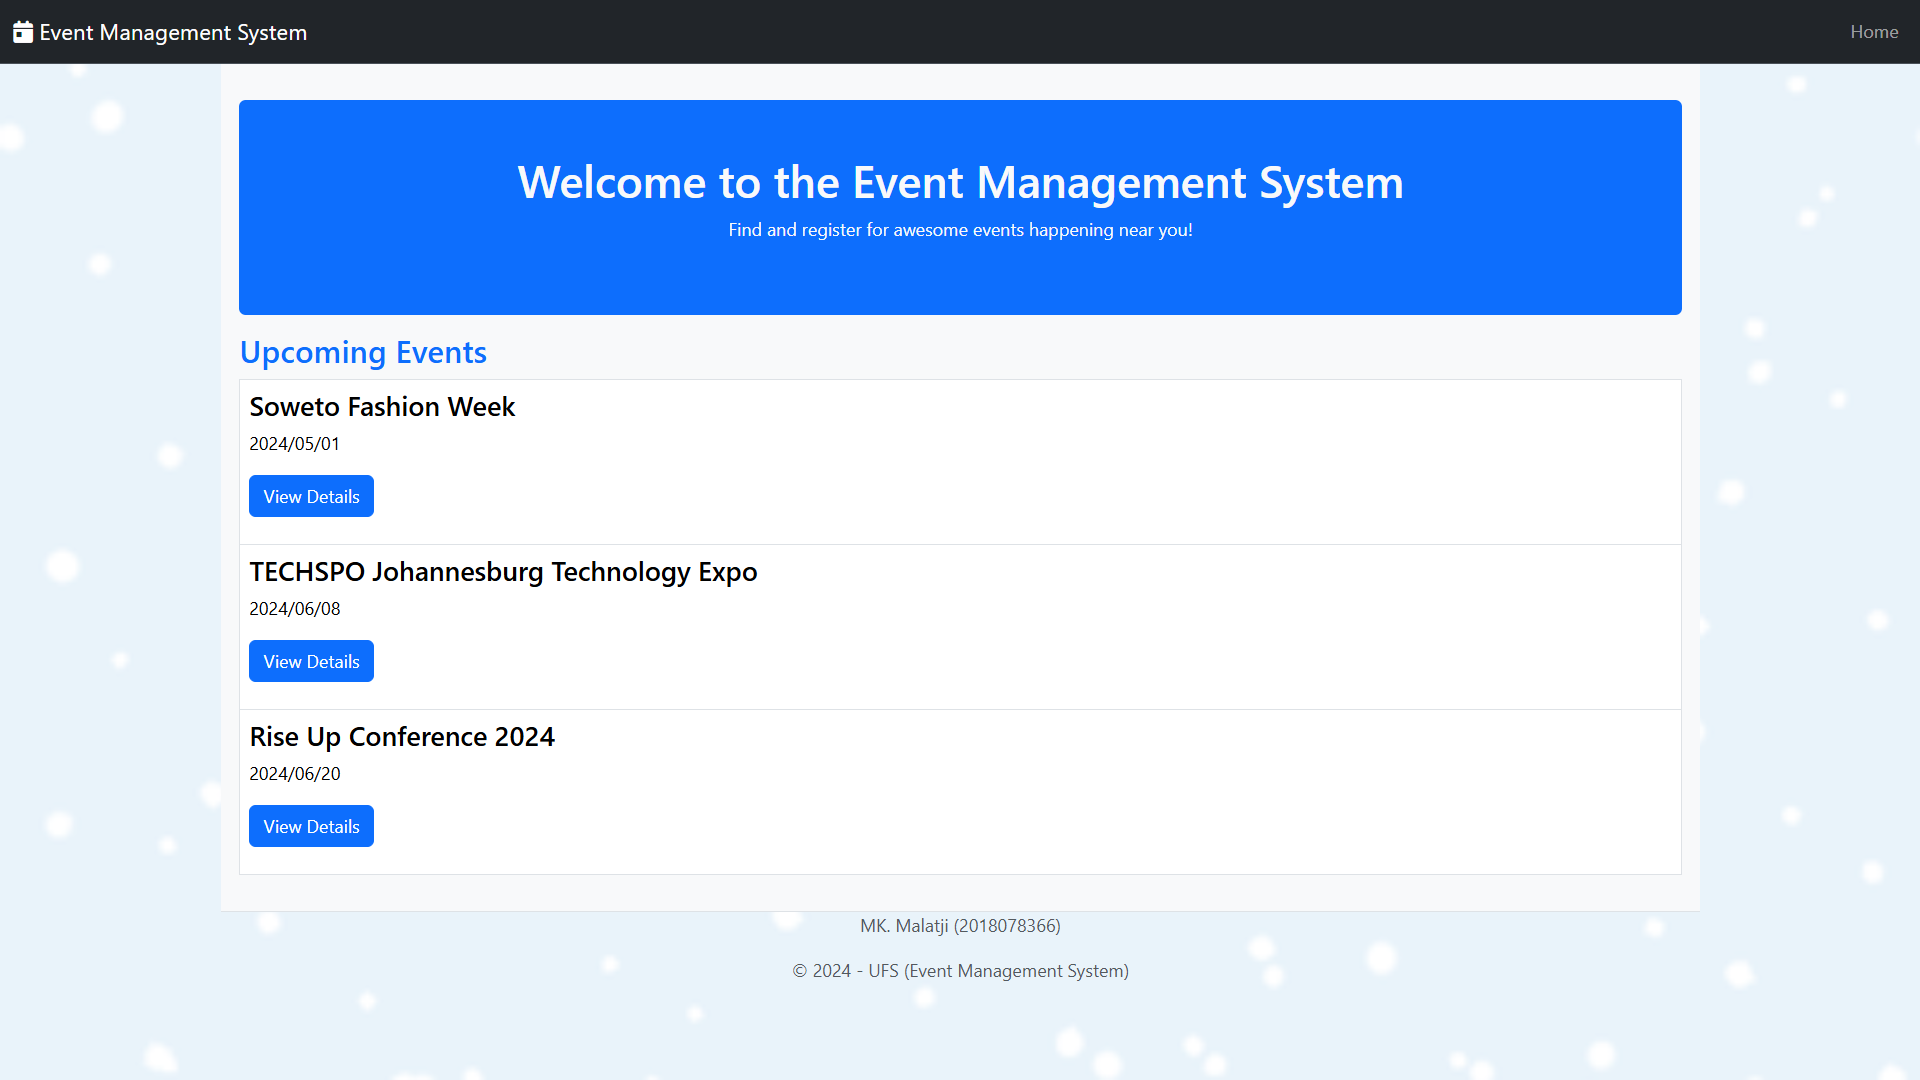 Event Management System
Home
Welcome to the Event Management System
Find and register for awesome events happening near you!
Upcoming Events
Soweto Fashion Week
2024/05/01
View Details
TECHSPO Johannesburg Technology Expo
2024/06/08
View Details
Rise Up Conference 2024
2024/06/20
View Details
MK. Malatji (2018078366)
© 2024 - UFS (Event Management System)